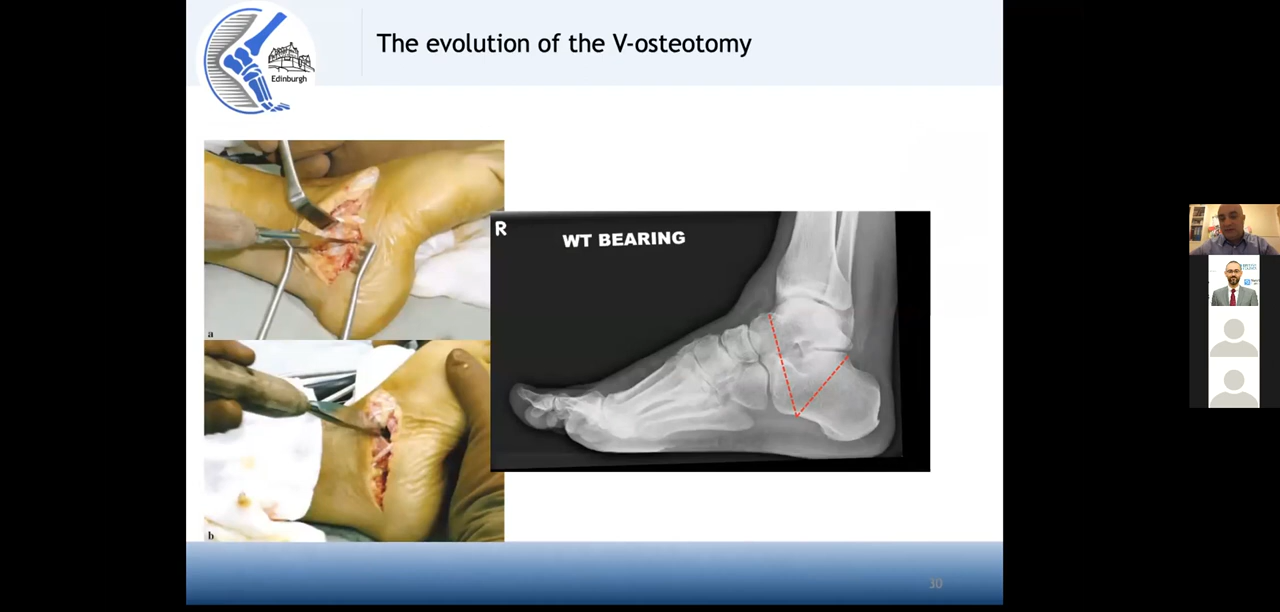 The evolution of the V-osteotomy
Edinburgh
a
R
WT BEARING
b
30